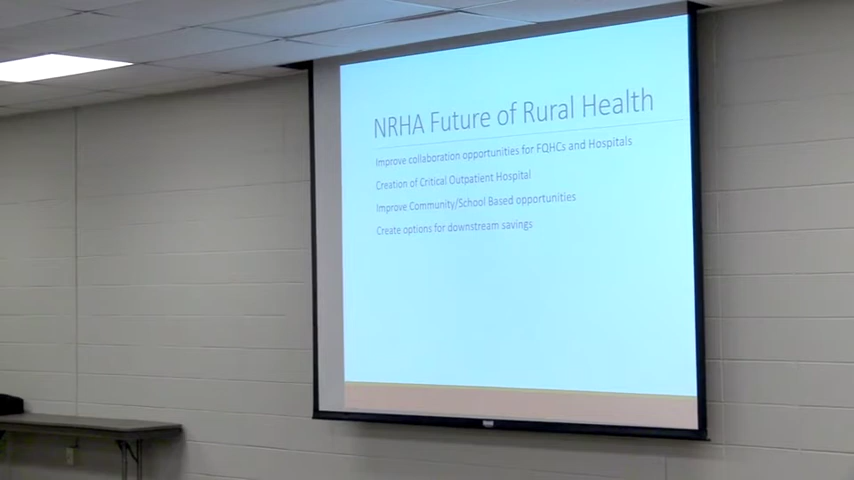 NRHA Future of Rural Health
Improve collaboration opportunities for FQHCs and Hospitals
Creation of Critical Outpatient Hospital
Improve Community/School Based opportunities
Create options for downstream savings